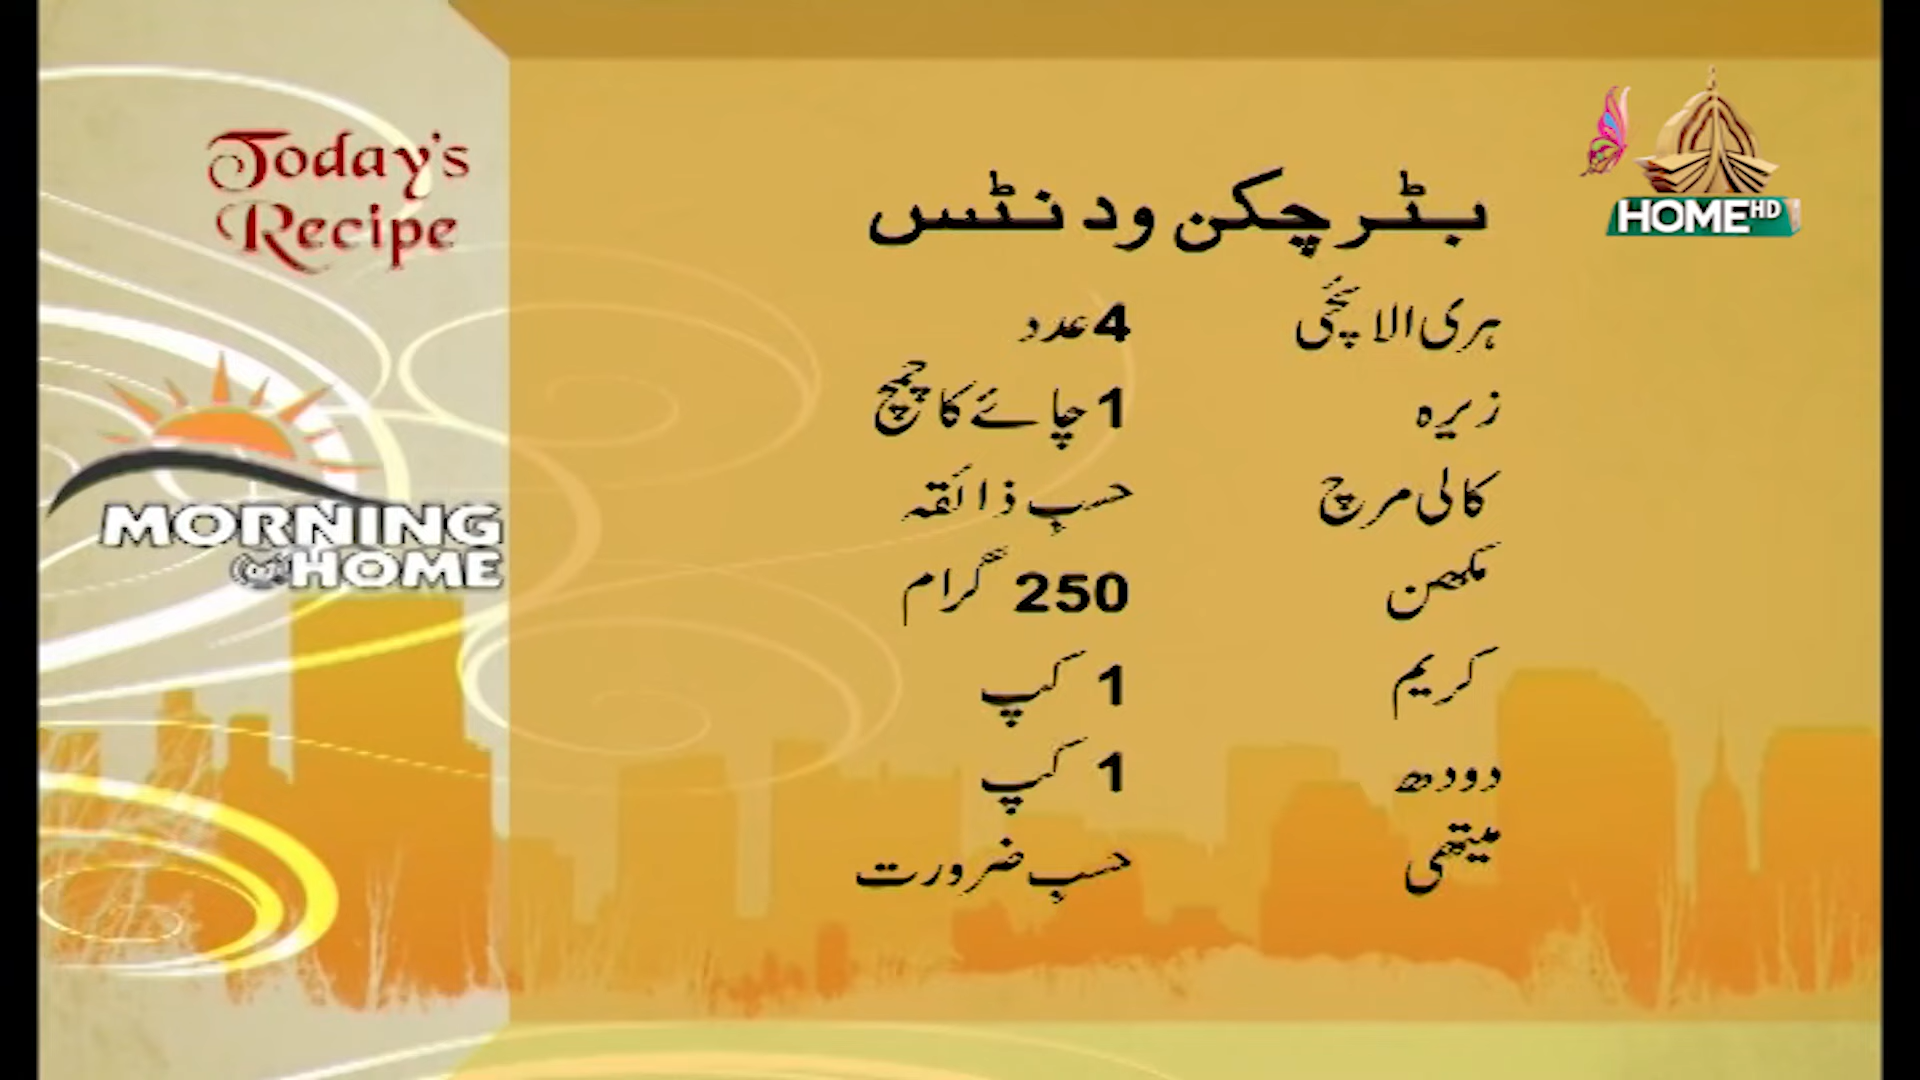 Today's
Recipe
MORNING
@HOME
HOME HD
بٹر چکن ود نٹس
ہری الائچی 4 عدد
زیرہ 1 چائے کا چمچ
کالی مرچ حسبِ ذائقہ
مکھن 250 گرام
کریم 1 کپ
دودھ 1 کپ
میتھی حسبِ ضرورت